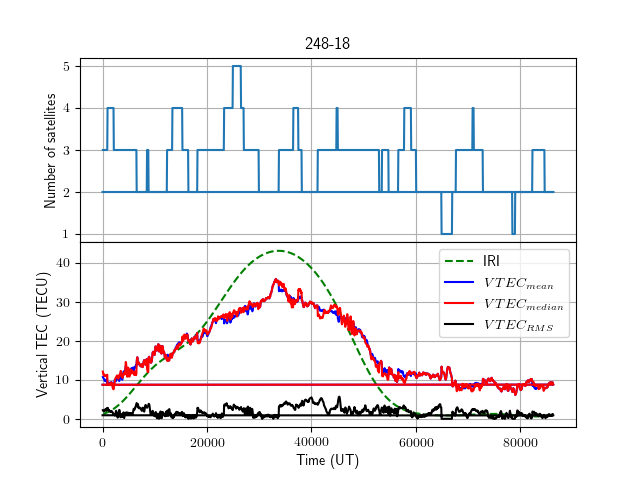 248-18
Number of satellites
5
4
3
2
1
Vertical TEC (TECU)
40
30
20
10
0
IRI
VTEC_mean
VTEC_median
VTEC_RMS
0 20000 40000 60000 80000
Time (UT)